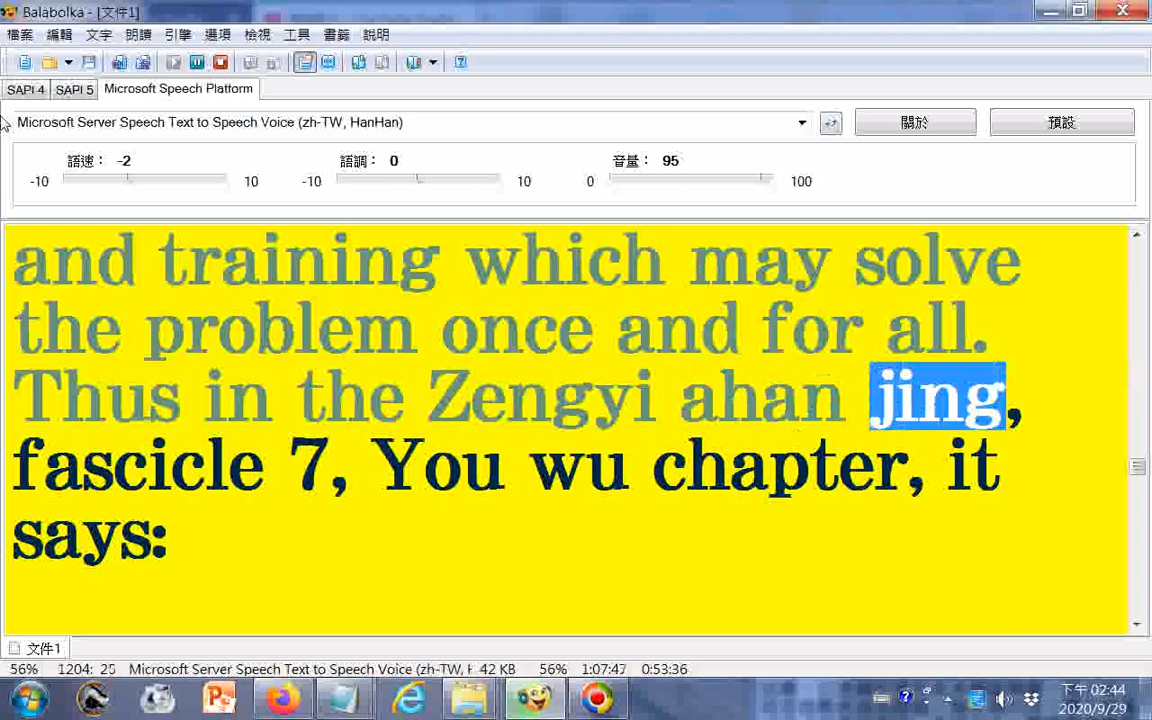 Balabolka - [文件1]
檔案 編輯 文字 朗讀 引擎 選項 檢視 工具 書籤 說明
SAPI 4 SAPI 5 Microsoft Speech Platform
Microsoft Server Speech Text to Speech Voice (zh-TW, HanHan) 關於 預設
語速： -2 語調： 0 音量： 95
-10 10 -10 10 0 100
and training which may solve
the problem once and for all.
Thus in the Zengyi ahan jing,
fascicle 7, You wu chapter, it
says:
文件1
56% 1204: 25 Microsoft Server Speech Text to Speech Voice (zh-TW, H 42 KB 56% 1:07:47 0:53:36
下午 02:44
2020/9/29